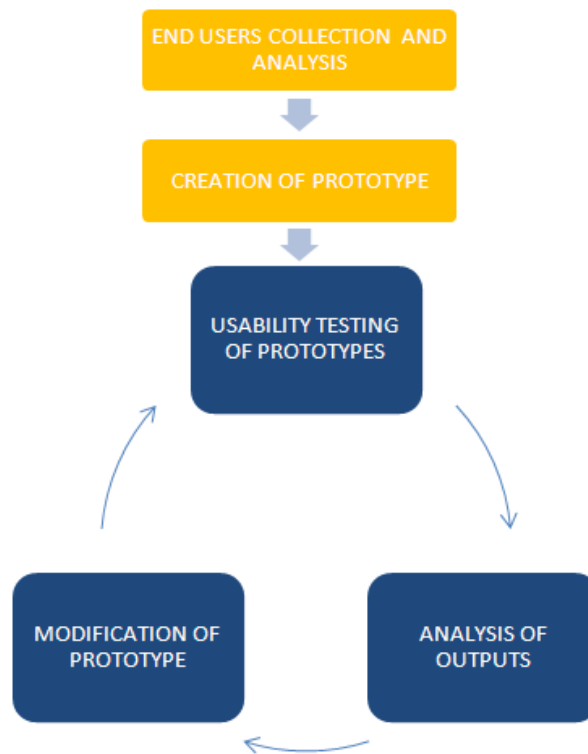 END USERS COLLECTION AND
ANALYSIS
CREATION OF PROTOTYPE
USABILITY TESTING
OF PROTOTYPES
MODIFICATION OF
PROTOTYPE
ANALYSIS OF
OUTPUTS